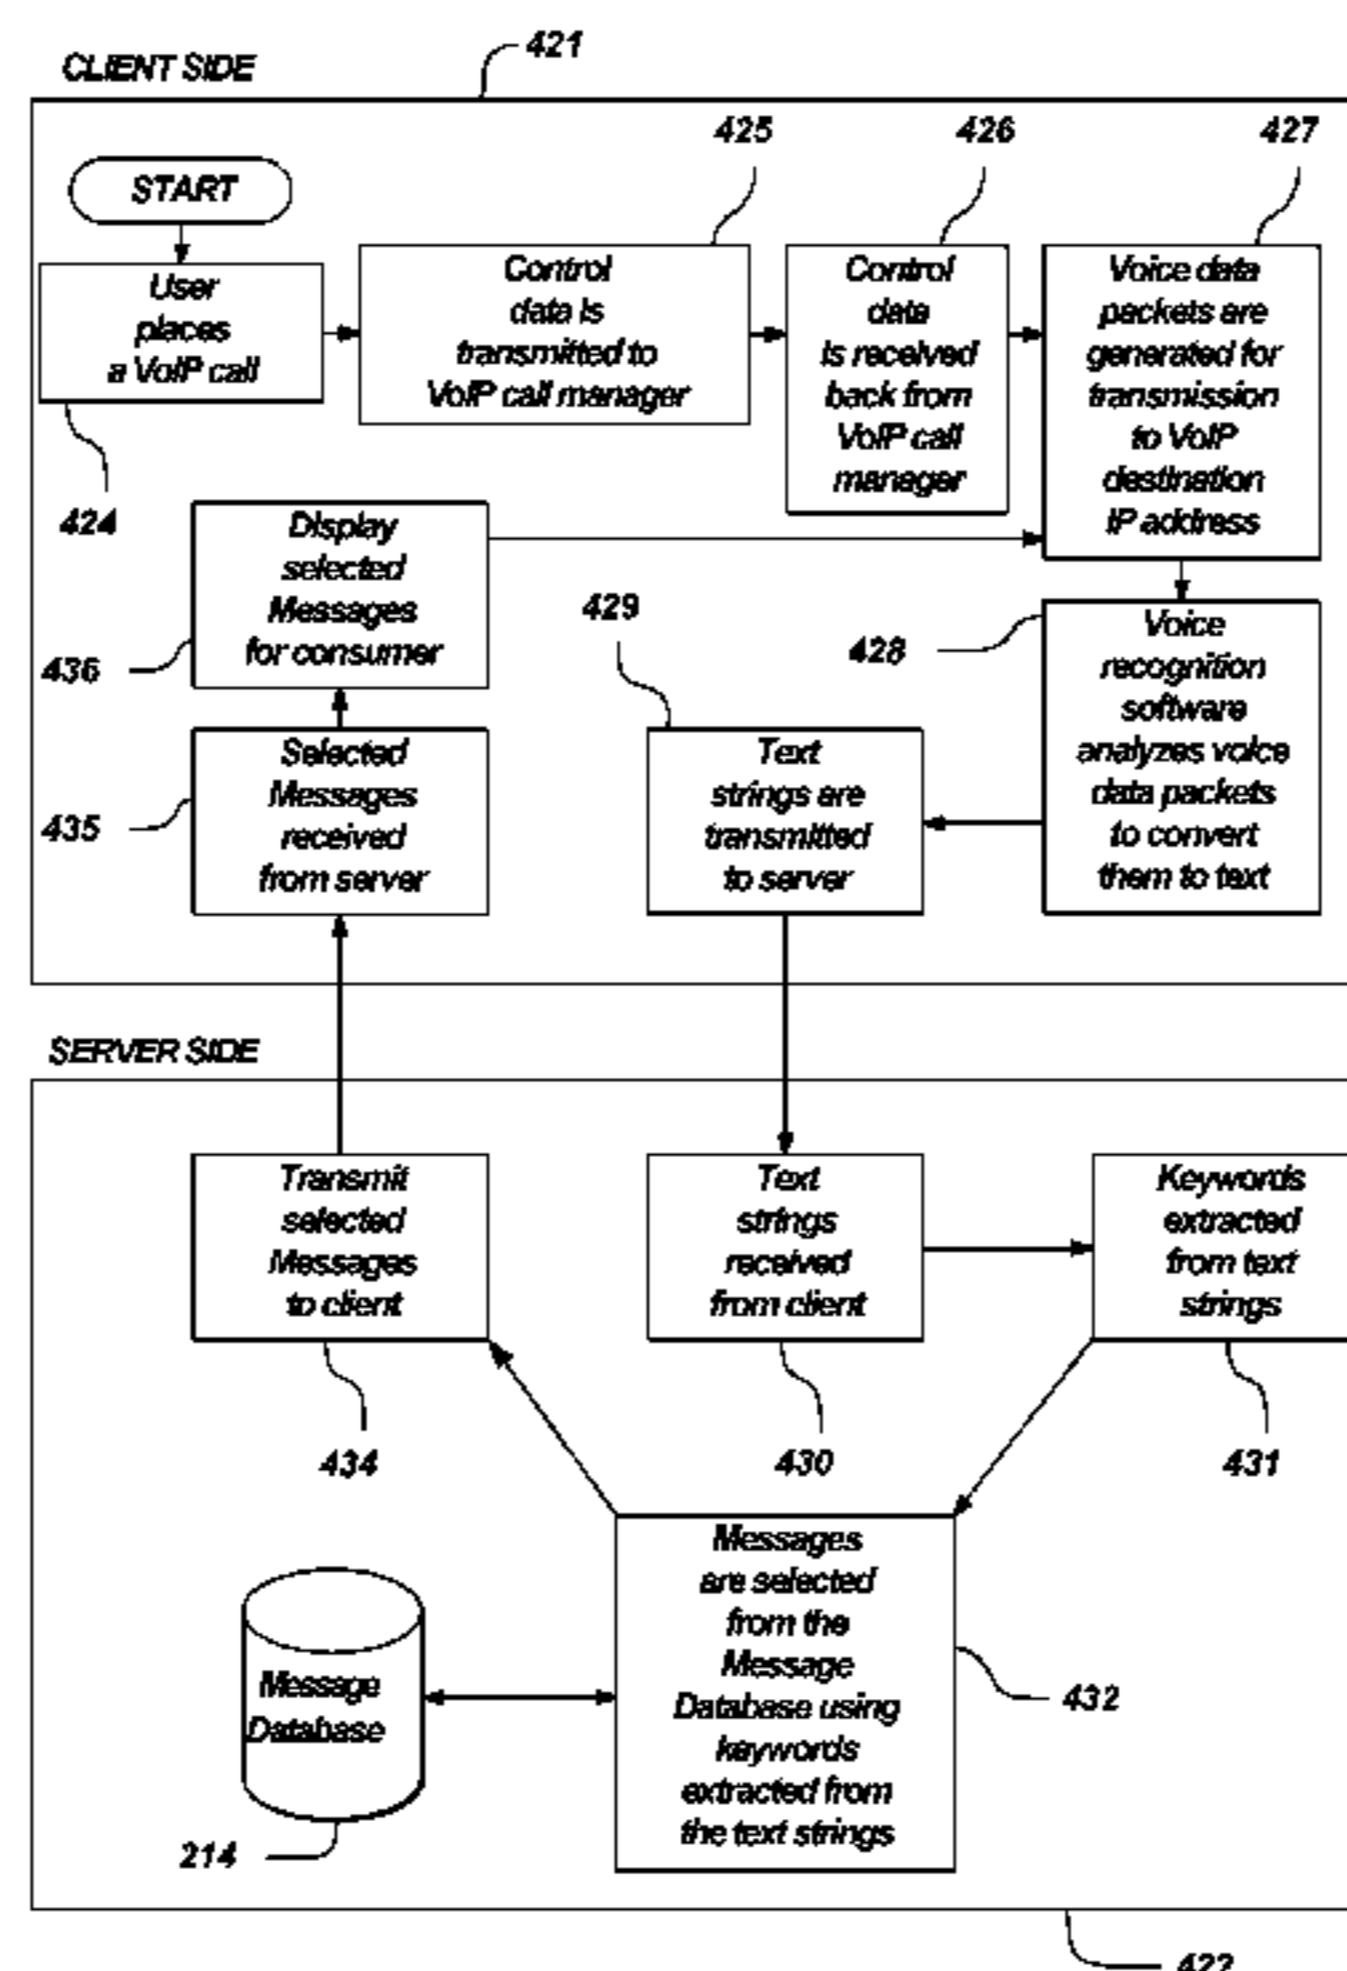 421
CLIENT SIDE
425
426
427
START
User
places
a VoIP call
424
Control
data is
transmitted to
VoIP call manager
Control
data
is received
back from
VoIP call
manager
Voice data
packets are
generated for
transmission
to VoIP
destination
IP address
Display
selected
Messages
for consumer
436
429
428
Voice
recognition
software
analyzes voice
data packets
to convert
them to text
Selected
Messages
received
from server
435
Text
strings are
transmitted
to server
SERVER SIDE
Transmit
selected
Messages
to client
434
Text
strings
received
from client
430
Keywords
extracted
from text
strings
431
Messages
are selected
from the
Message
Database using
keywords
extracted from
the text strings
432
Message
Database
214
422